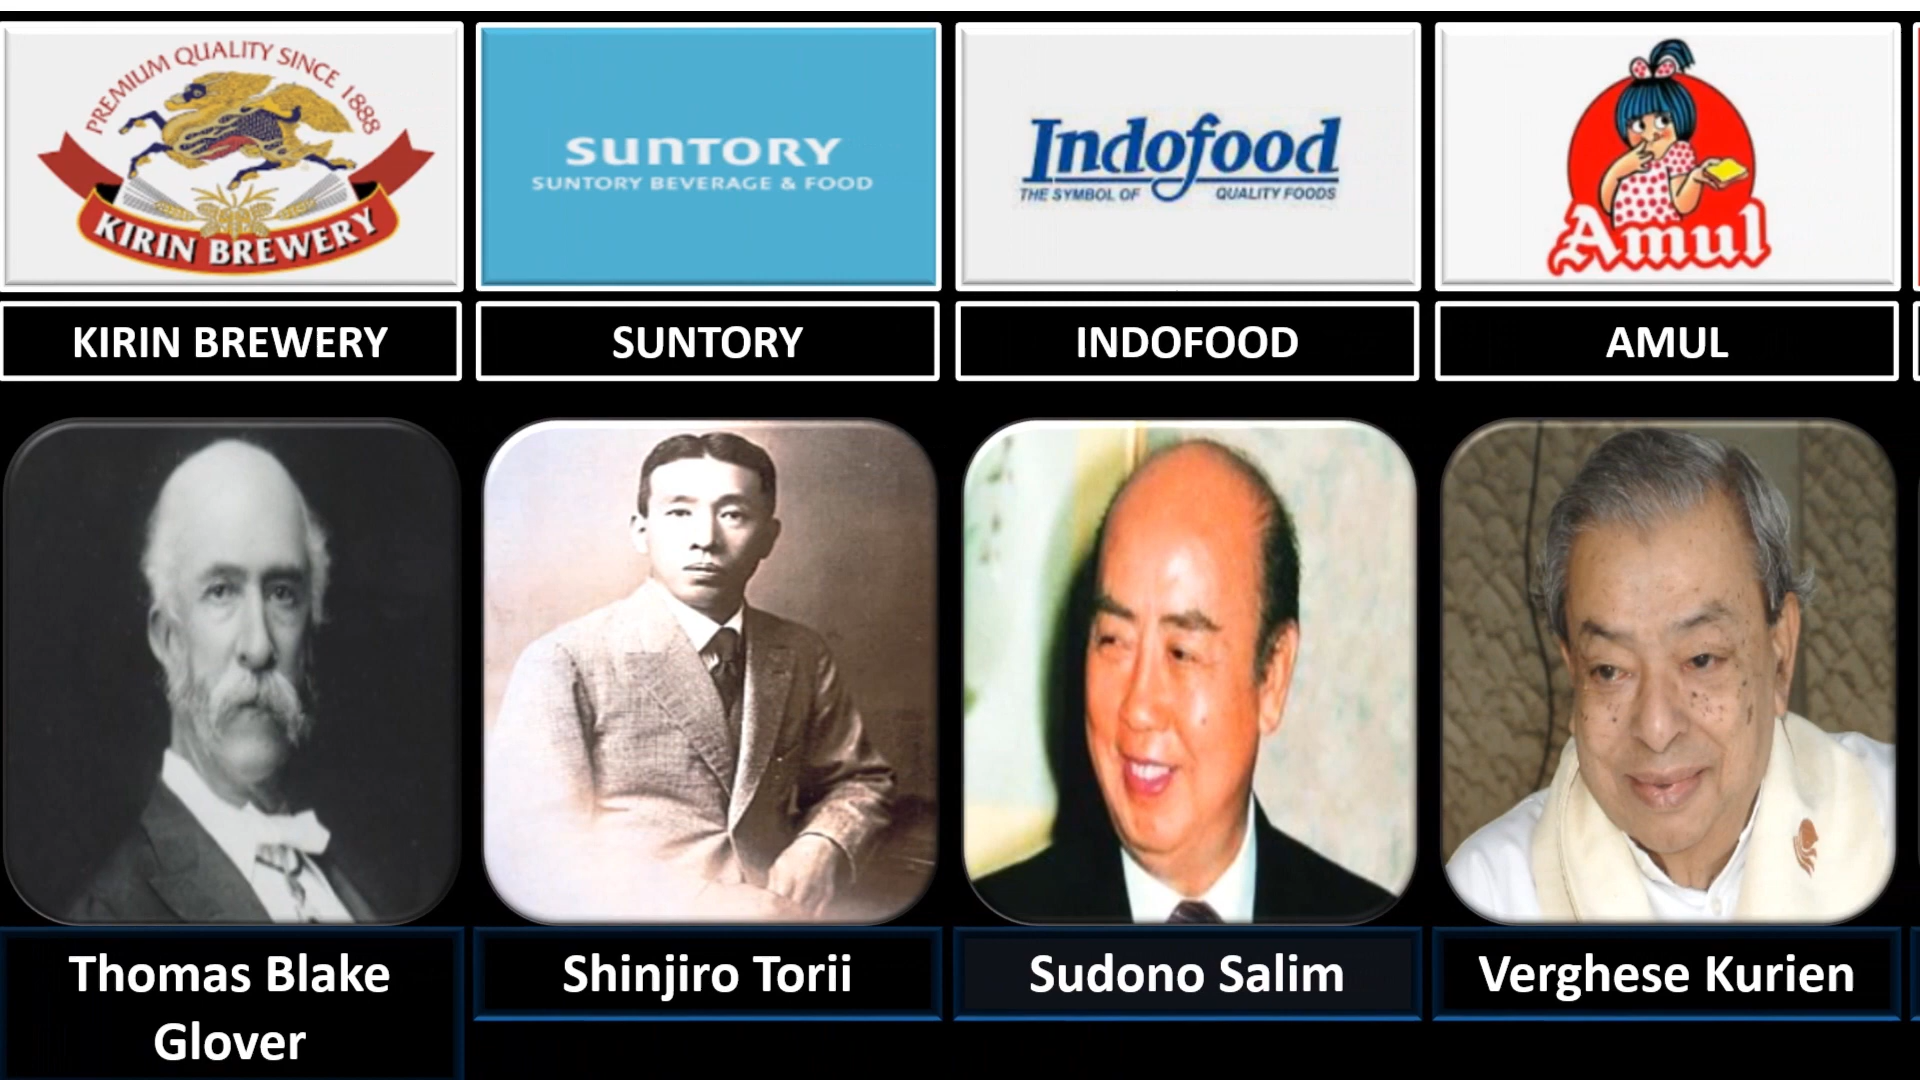 PREMIUM QUALITY SINCE 1888
KIRIN BREWERY
SUNTORY
SUNTORY BEVERAGE & FOOD
Indofood
THE SYMBOL OF QUALITY FOODS
Amul
KIRIN BREWERY
SUNTORY
INDOFOOD
AMUL
Thomas Blake
Glover
Shinjiro Torii
Sudono Salim
Verghese Kurien